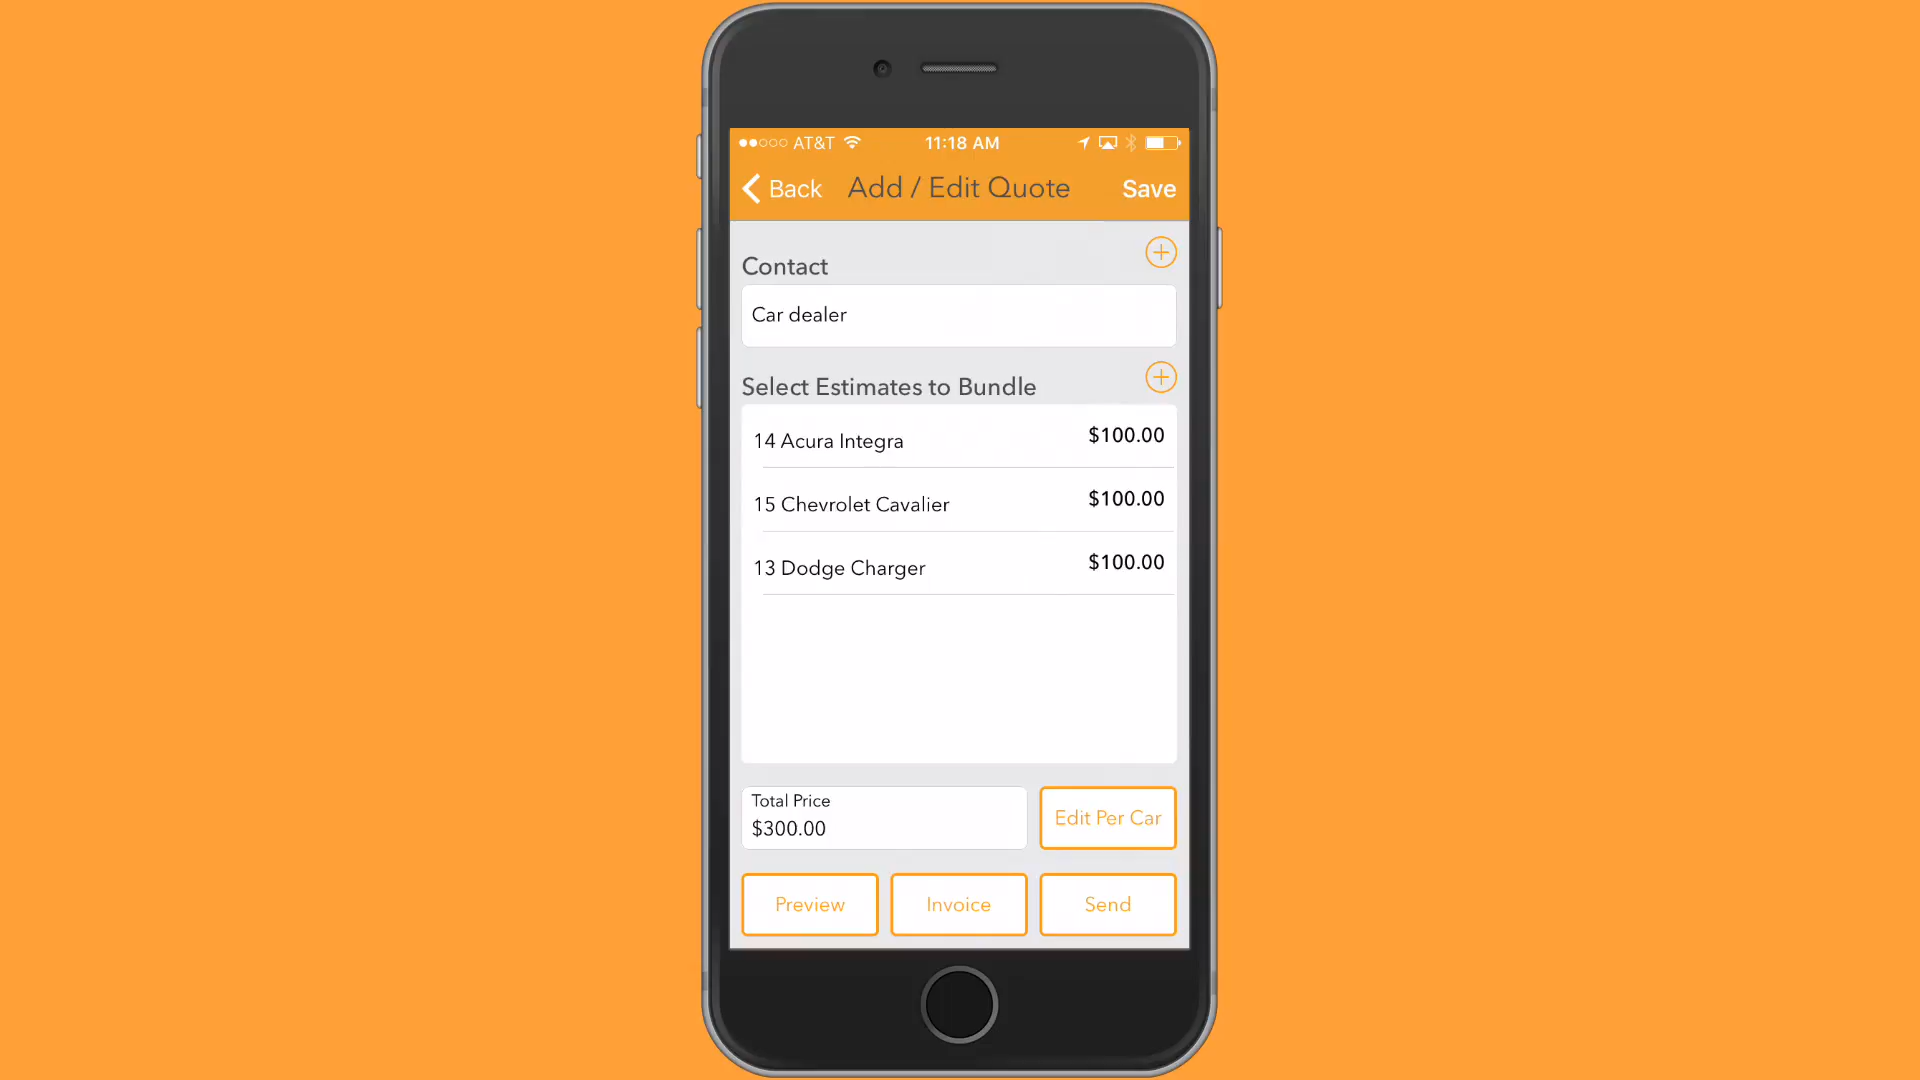 AT&T 11:18 AM
Back Add / Edit Quote Save
Contact
Car dealer
Select Estimates to Bundle
14 Acura Integra $100.00
15 Chevrolet Cavalier $100.00
13 Dodge Charger $100.00
Total Price
$300.00
Edit Per Car
Preview Invoice Send